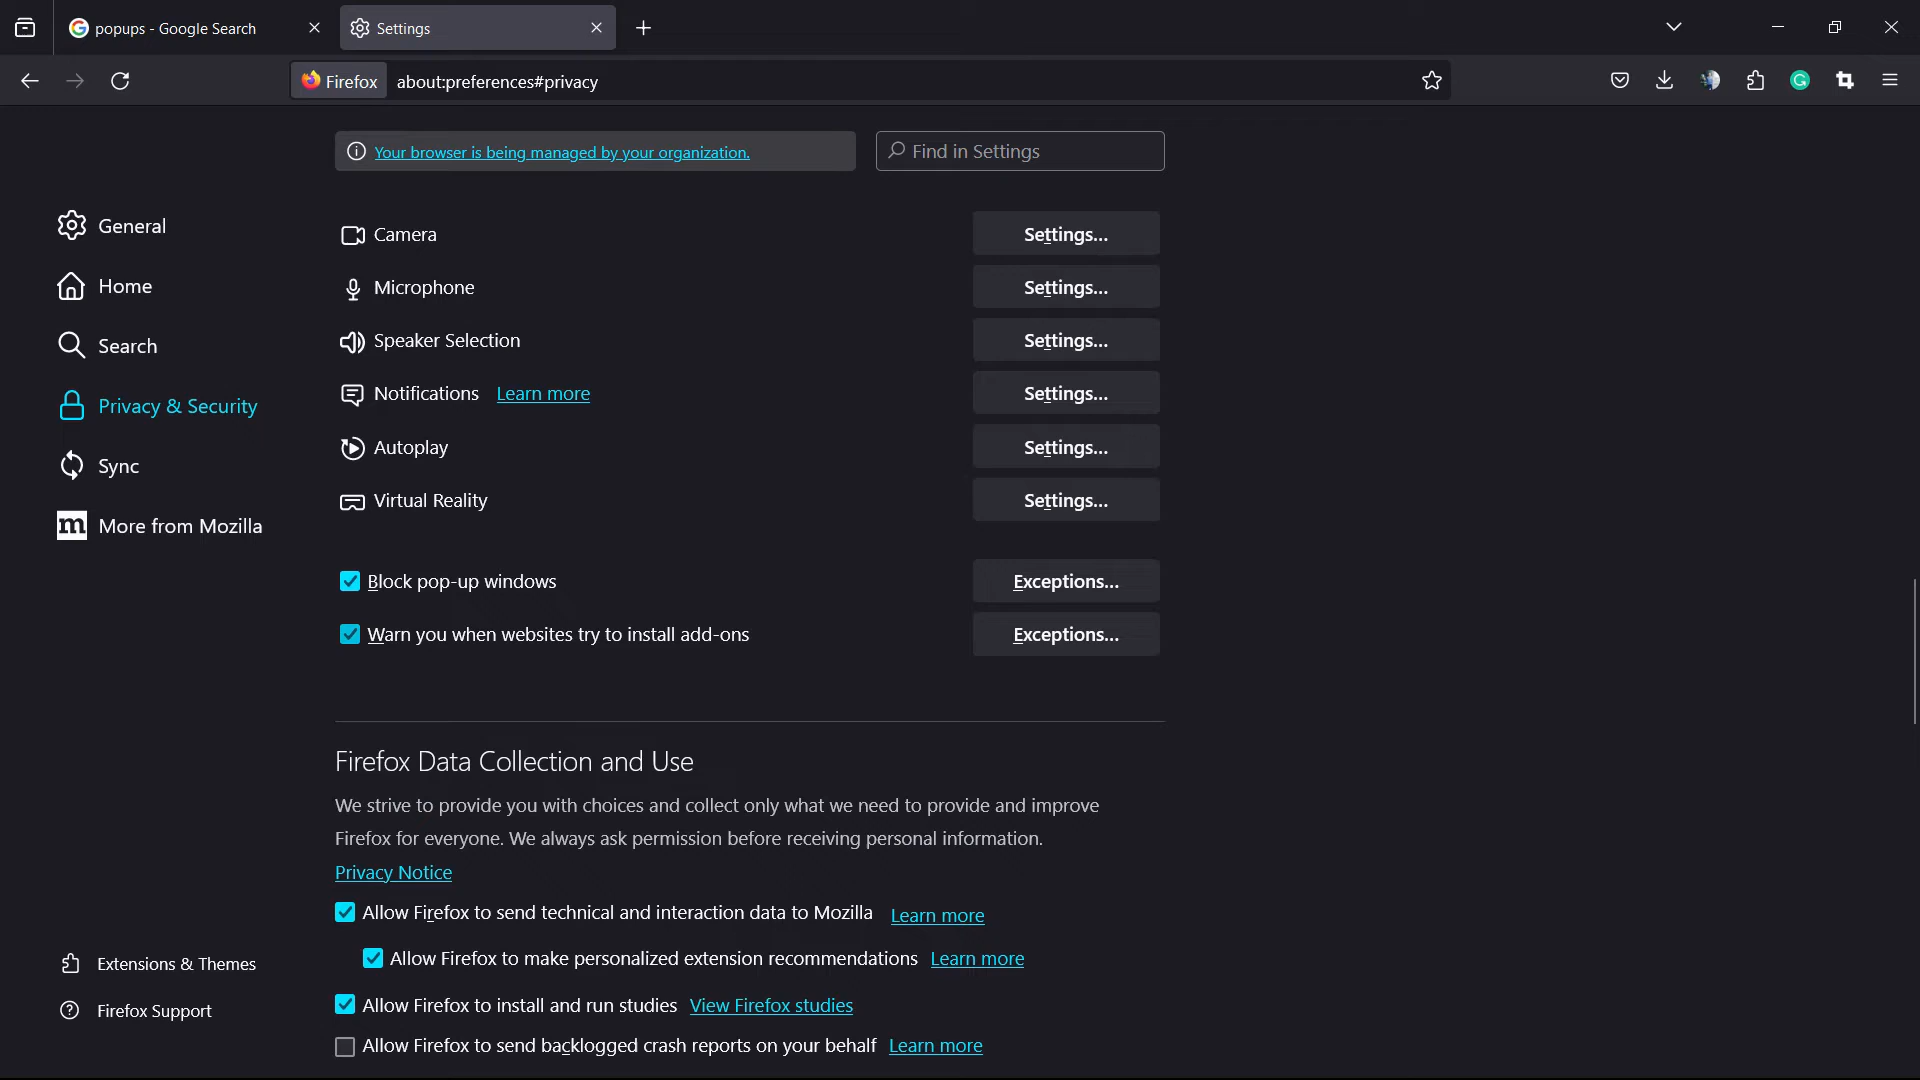 popups - Google Search
Settings
Firefox about:preferences#privacy
Your browser is being managed by your organization.
Find in Settings
General
Home
Search
Privacy & Security
Sync
m More from Mozilla
Extensions & Themes
Firefox Support
Camera Settings...
Microphone Settings...
Speaker Selection Settings...
Notifications Learn more Settings...
Autoplay Settings...
Virtual Reality Settings...
Block pop-up windows Exceptions...
Warn you when websites try to install add-ons Exceptions...
Firefox Data Collection and Use
We strive to provide you with choices and collect only what we need to provide and improve
Firefox for everyone. We always ask permission before receiving personal information.
Privacy Notice
Allow Firefox to send technical and interaction data to Mozilla Learn more
Allow Firefox to make personalized extension recommendations Learn more
Allow Firefox to install and run studies View Firefox studies
Allow Firefox to send backlogged crash reports on your behalf Learn more